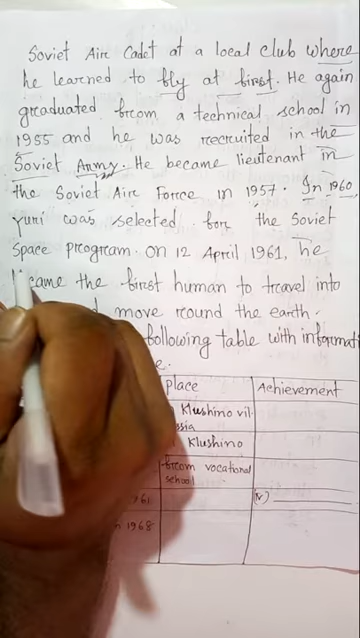 Soviet Air Cadet at a local club where
he learned to fly at first. He again
graduated from a technical school in
1955 and he was recruited in the
Soviet Army. He became lieutenant in
the Soviet Air Force in 1957. In 1960,
Yuri was selected for the Soviet
space program. On 12 April 1961, he
the first human to travel into
move round the earth.
following table with informati
e.
place Achievement
Klushino vil
ssia
Klushino
from vocational
school
1961 (iv)
1968